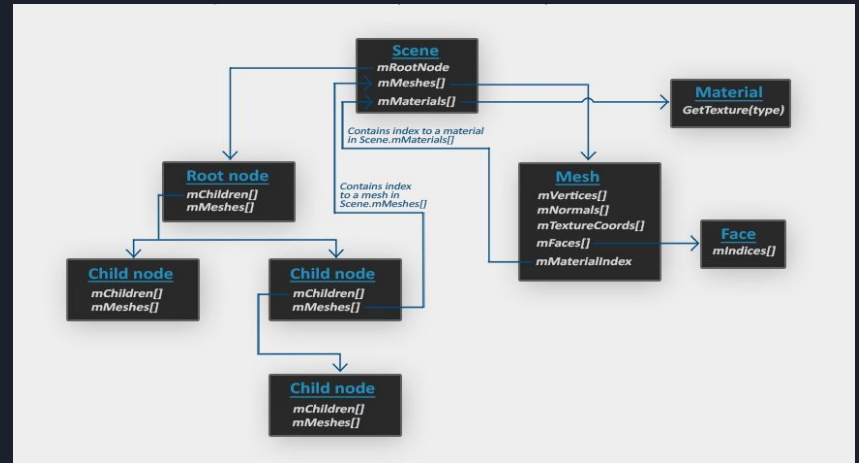 Scene
mRootNode
mMeshes[]
mMaterials[]
Material
GetTexture(type)
Contains index to a material
in Scene.mMaterials[]
Root node
mChildren[]
mMeshes[]
Contains index
to a mesh in
Scene.mMeshes[]
Mesh
mVertices[]
mNormals[]
mTextureCoords[]
mFaces[]
mMaterialIndex
Face
mIndices[]
Child node
mChildren[]
mMeshes[]
Child node
mChildren[]
mMeshes[]
Child node
mChildren[]
mMeshes[]